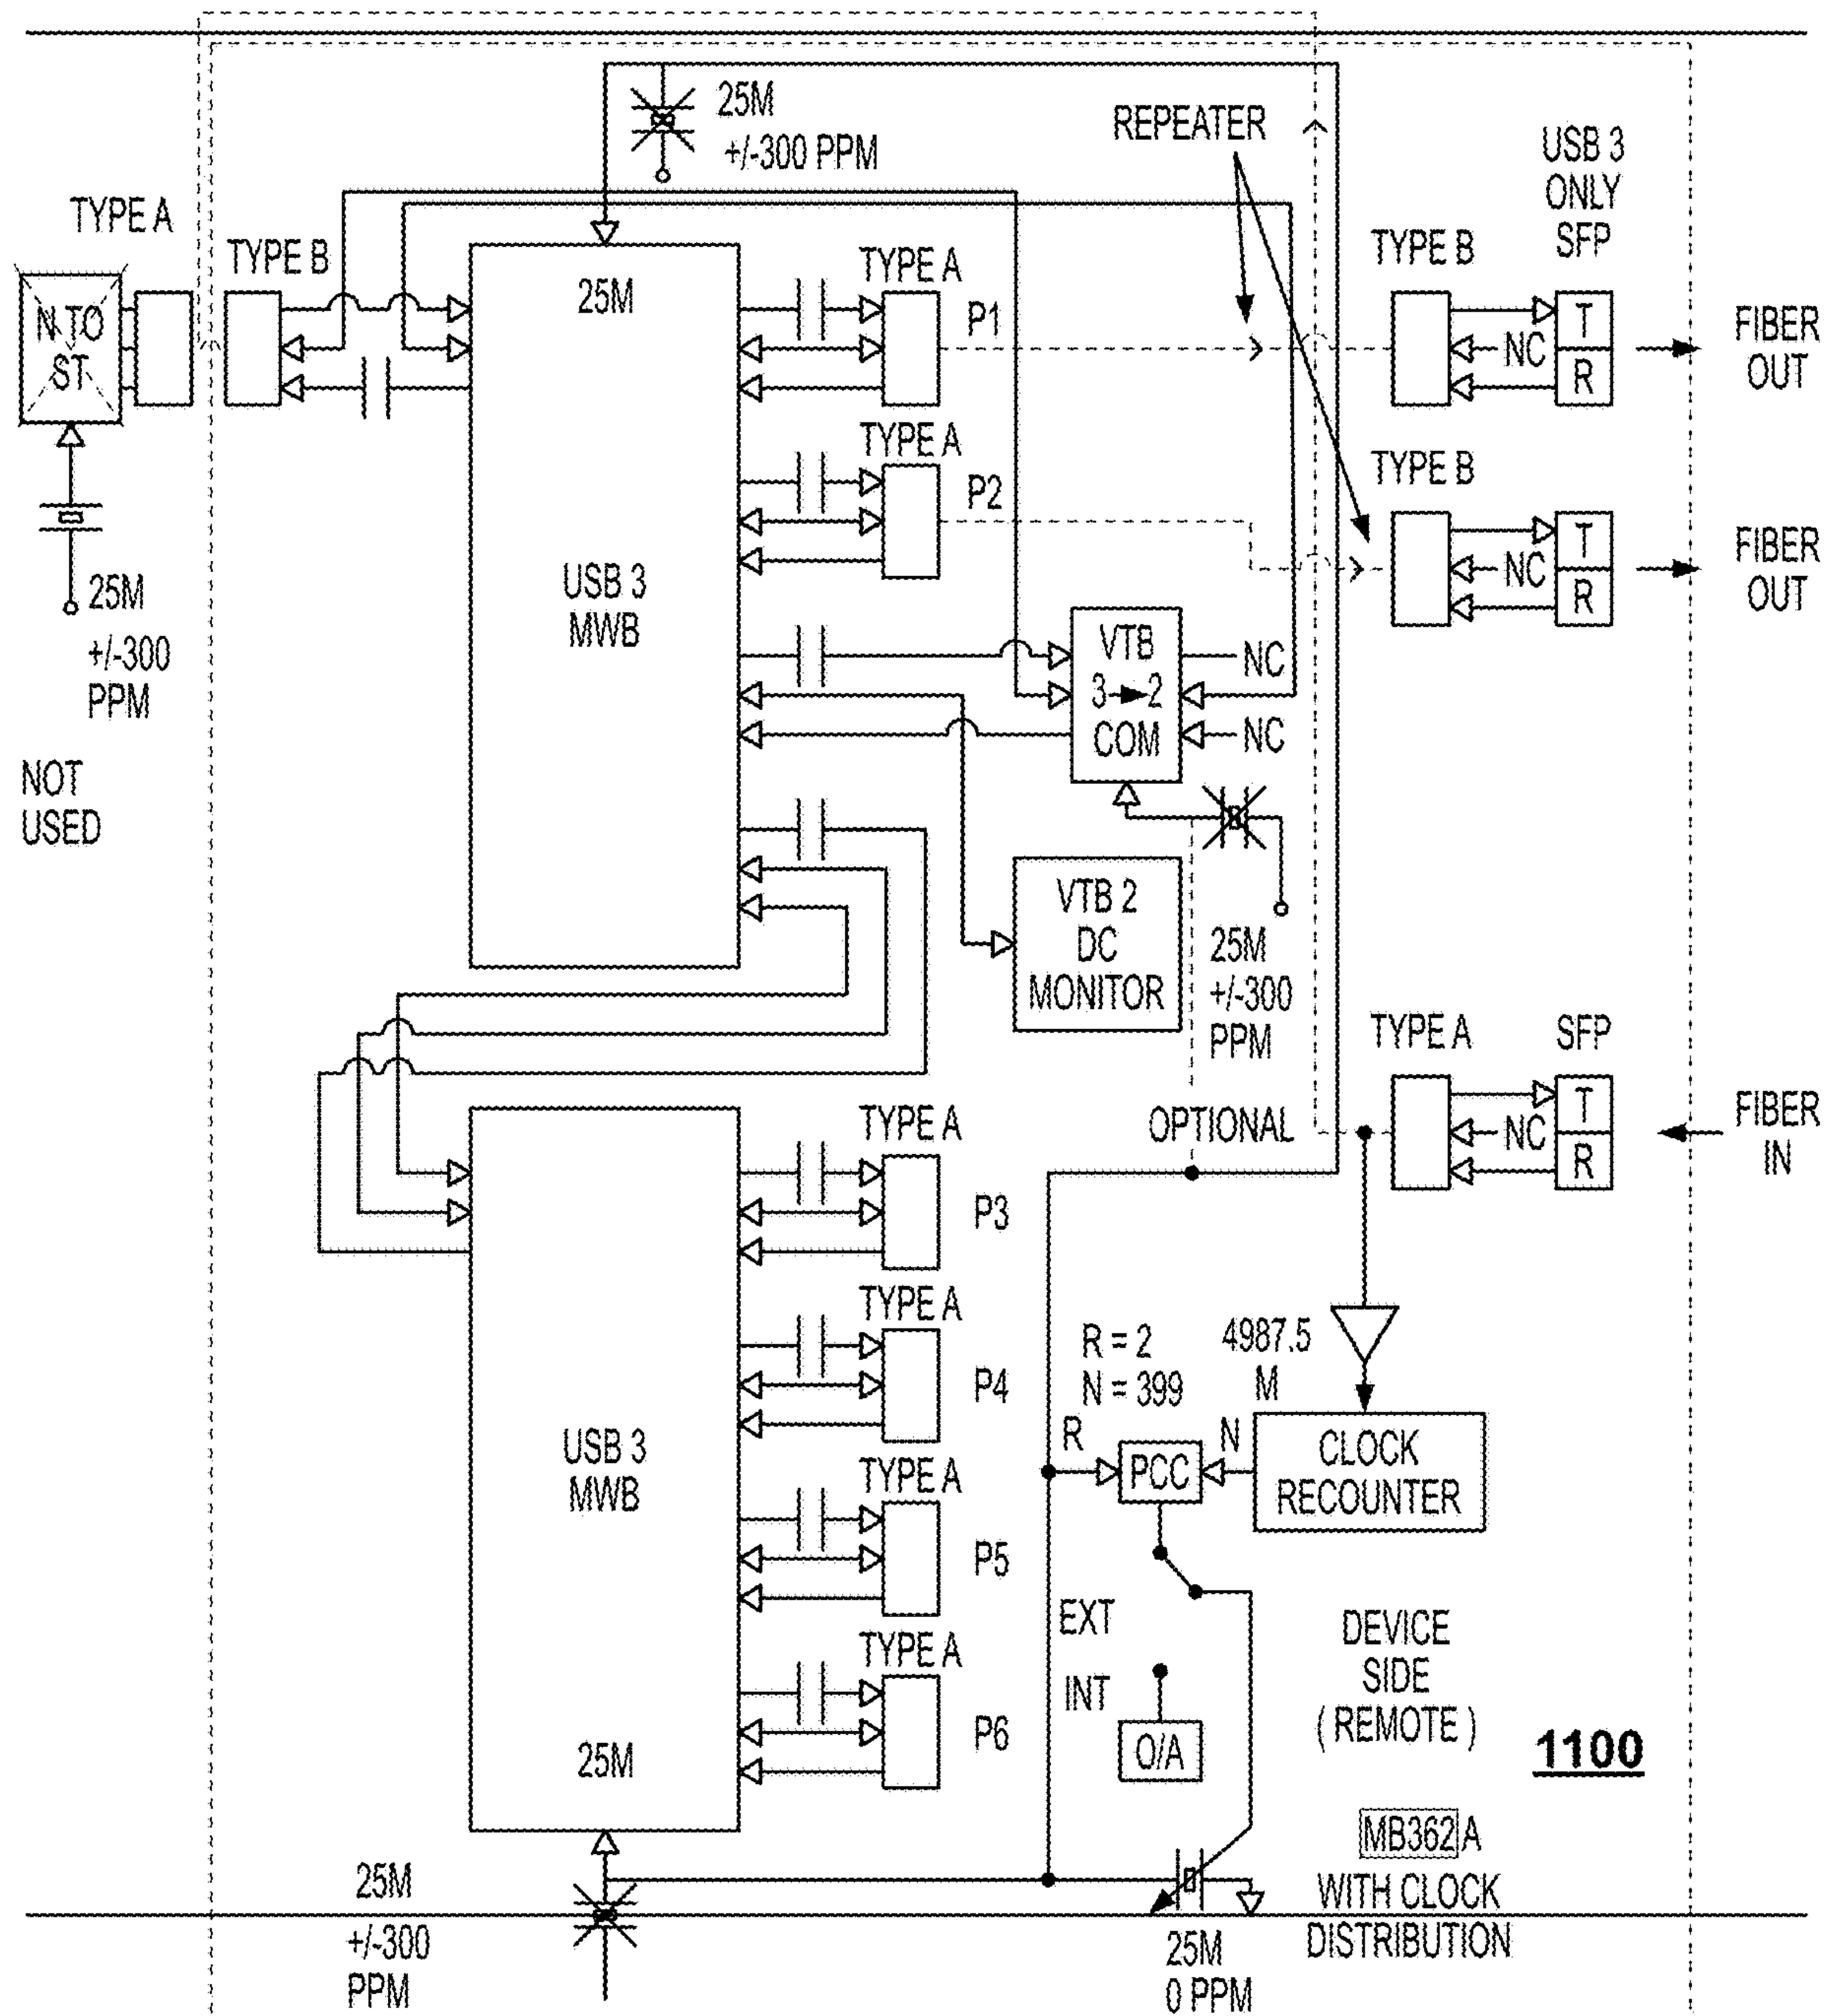 25M
+/-300 PPM
REPEATER
USB 3
ONLY
SFP
TYPE A
TYPE B
N TO
ST
25M
+/-300
PPM
NOT
USED
25M
USB 3
MWB
TYPE A
P1
TYPE A
P2
TYPE B
NC
T
R
FIBER
OUT
TYPE B
NC
T
R
FIBER
OUT
VTB
3 2
COM
NC
NC
VTB 2
DC
MONITOR
25M
+/-300
PPM
OPTIONAL
TYPE A
SFP
NC
T
R
FIBER
IN
USB 3
MWB
25M
TYPE A
P3
TYPE A
P4
TYPE A
P5
TYPE A
P6
R = 2
N = 399
4987.5
M
R
PCC
N
CLOCK
RECOUNTER
EXT
INT
O/A
DEVICE
SIDE
( REMOTE )
1100
MB362A
WITH CLOCK
DISTRIBUTION
25M
+/-300
PPM
25M
0 PPM